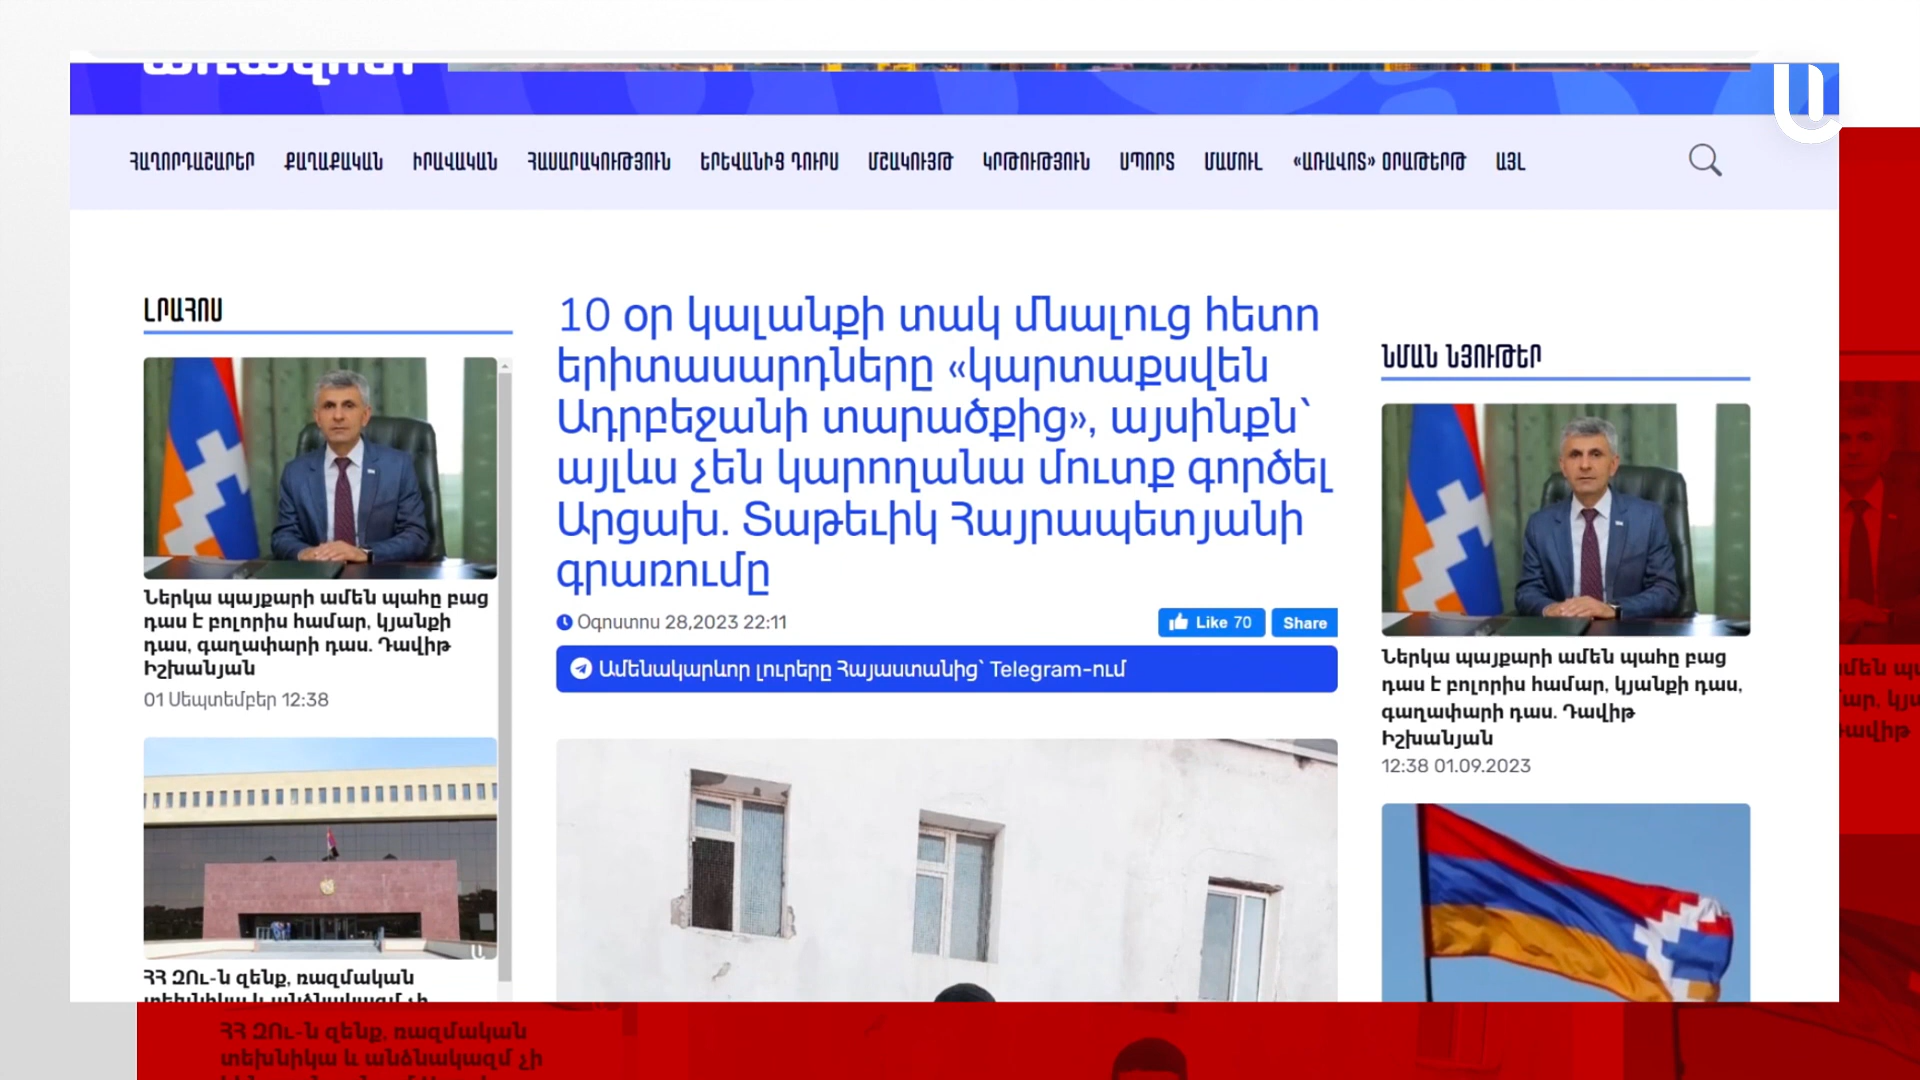 ՀԱՂՈՐԴԱՇԱՐԵՐ ՔԱՂԱՔԱԿԱՆ ԻՐԱՎԱԿԱՆ ՀԱՍԱՐԱԿՈՒԹՅՈՒՆ ԵՐԵՎԱՆԻՑ ԴՈՒՐՍ ՄՇԱԿՈՒՅԹ ԿՐԹՈՒԹՅՈՒՆ ՍՊՈՐՏ ՄԱՄՈՒԼ «ԱՌԱՎՈՏ» ՕՐԱԹԵՐԹ ԱՅԼ
ԼՐԱՀՈՍ
Ներկա պայքարի ամեն պահը բաց
դաս է բոլորիս համար, կյանքի
դաս, գաղափարի դաս. Դավիթ
Իշխանյան
01 Սեպտեմբեր 12:38
ՀՀ ԶՈւ-ն զենք, ռազմական
տեխնիկա և անձնակազմ չի
10 օր կալանքի տակ մնալուց հետո
երիտասարդները «կարտաքսվեն
Ադրբեջանի տարածքից», այսինքն՝
այլևս չեն կարողանա մուտք գործել
Արցախ. Տաթեւիկ Հայրապետյանի
գրառումը
Օգոստոս 28,2023 22:11
Like 70 Share
Ամենակարևոր լուրերը Հայաստանից՝ Telegram-ում
ՆՄԱՆ ՆՅՈՒԹԵՐ
Ներկա պայքարի ամեն պահը բաց
դաս է բոլորիս համար, կյանքի դաս,
գաղափարի դաս. Դավիթ
Իշխանյան
12:38 01.09.2023
ՀՀ ԶՈւ-ն զենք, ռազմական
տեխնիկա և անձնակազմ չի